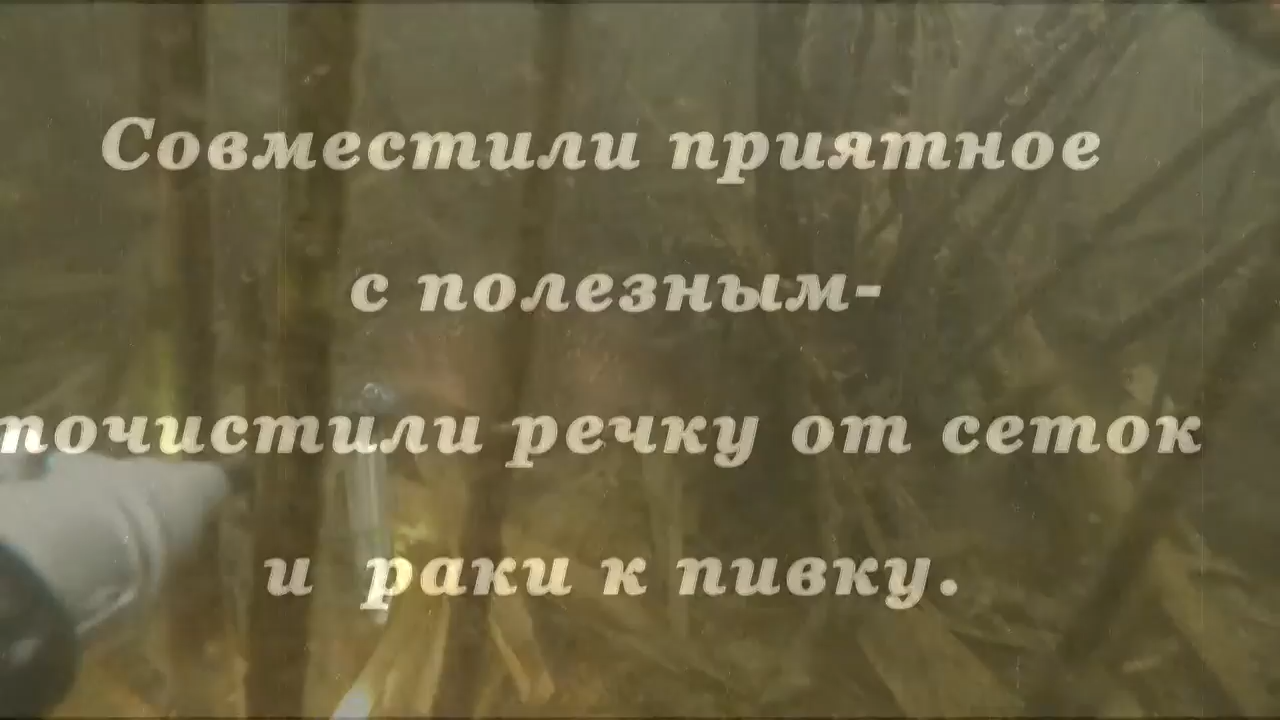 Совместили приятное
с полезным-
почистили речку от сеток
и раки к пивку.